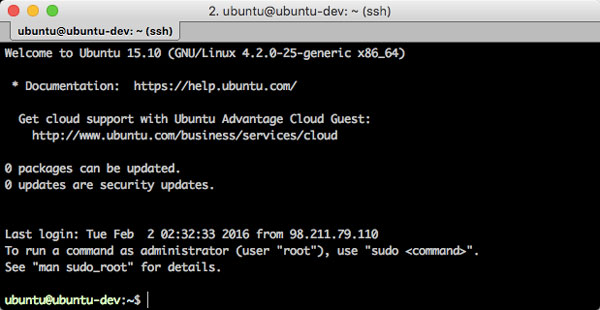 2. ubuntu@ubuntu-dev: ~ (ssh)
ubuntu@ubuntu-dev: ~ (ssh)
Welcome to Ubuntu 15.10 (GNU/Linux 4.2.0-25-generic x86_64)
* Documentation:  https://help.ubuntu.com/
Get cloud support with Ubuntu Advantage Cloud Guest:
http://www.ubuntu.com/business/services/cloud
0 packages can be updated.
0 updates are security updates.
Last login: Tue Feb  2 02:32:33 2016 from 98.211.79.110
To run a command as administrator (user "root"), use "sudo <command>".
See "man sudo_root" for details.
ubuntu@ubuntu-dev:~$